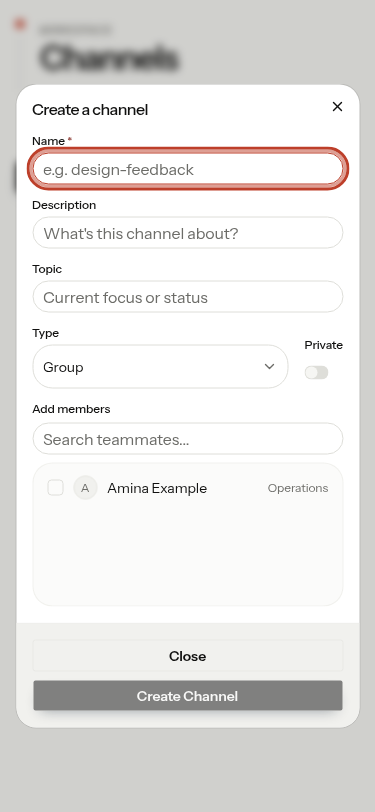 Channels
Create a channel
Name *
e.g. design-feedback
Description
What's this channel about?
Topic
Current focus or status
Type
Private
Group
Add members
Search teammates...
A
Amina Example
Operations
Close
Create Channel